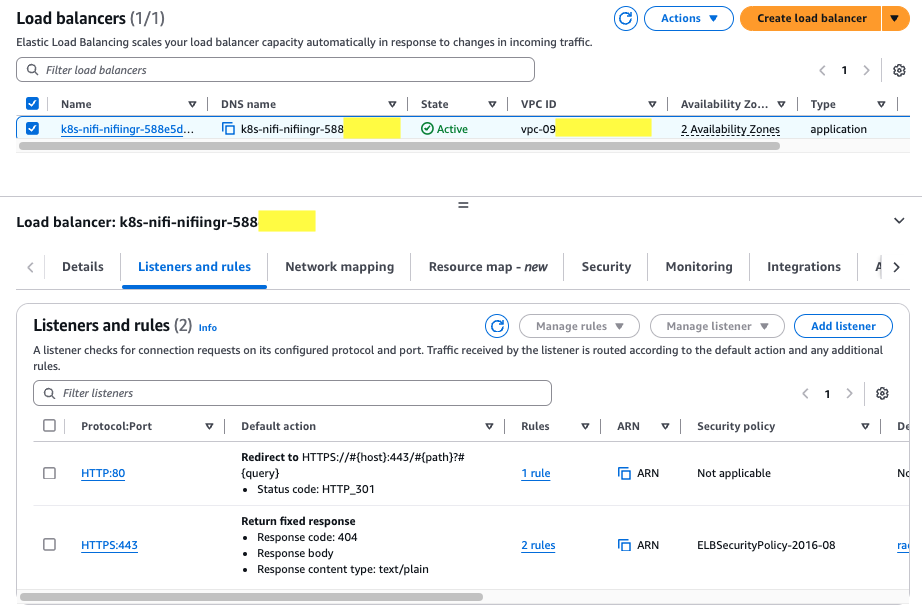 Load balancers (1/1)
Actions
Create load balancer
Elastic Load Balancing scales your load balancer capacity automatically in response to changes in incoming traffic.
Filter load balancers
1
Name
DNS name
State
VPC ID
Availability Zo...
Type
k8s-nifi-nifiingr-588e5d...
k8s-nifi-nifiingr-588
Active
vpc-09
2 Availability Zones
application
Load balancer: k8s-nifi-nifiingr-588
Details
Listeners and rules
Network mapping
Resource map - new
Security
Monitoring
Integrations
Listeners and rules (2) Info
Manage rules
Manage listener
Add listener
A listener checks for connection requests on its configured protocol and port. Traffic received by the listener is routed according to the default action and any additional
rules.
Filter listeners
1
Protocol:Port
Default action
Rules
ARN
Security policy
De
HTTP:80
Redirect to HTTPS://#{host}:443/#{path}?#
{query}
• Status code: HTTP_301
1 rule
ARN
Not applicable
No
HTTPS:443
Return fixed response
• Response code: 404
• Response body
• Response content type: text/plain
2 rules
ARN
ELBSecurityPolicy-2016-08